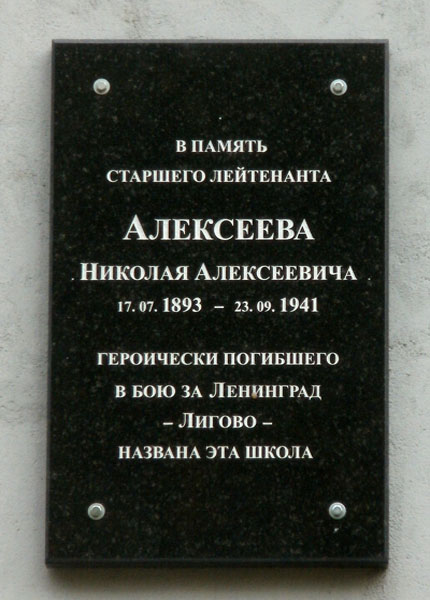 В ПАМЯТЬ
СТАРШЕГО ЛЕЙТЕНАНТА
АЛЕКСЕЕВА
НИКОЛАЯ АЛЕКСЕЕВИЧА
17. 07. 1893 – 23. 09. 1941
ГЕРОИЧЕСКИ ПОГИБШЕГО
В БОЮ ЗА ЛЕНИНГРАД
– ЛИГОВО –
НАЗВАНА ЭТА ШКОЛА